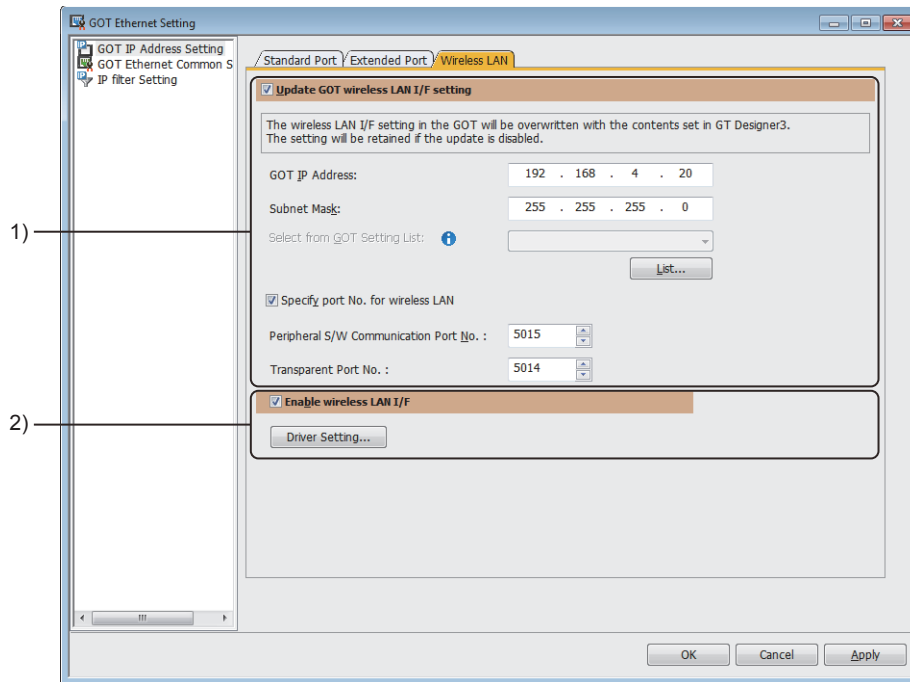 GOT Ethernet Setting
GOT IP Address Setting
GOT Ethernet Common S
IP filter Setting
Standard Port Extended Port Wireless LAN
1)
Update GOT wireless LAN I/F setting
The wireless LAN I/F setting in the GOT will be overwritten with the contents set in GT Designer3.
The setting will be retained if the update is disabled.
GOT IP Address: 192 . 168 . 4 . 20
Subnet Mask: 255 . 255 . 255 . 0
Select from GOT Setting List:
List...
Specify port No. for wireless LAN
Peripheral S/W Communication Port No. : 5015
Transparent Port No. : 5014
2)
Enable wireless LAN I/F
Driver Setting...
OK Cancel Apply